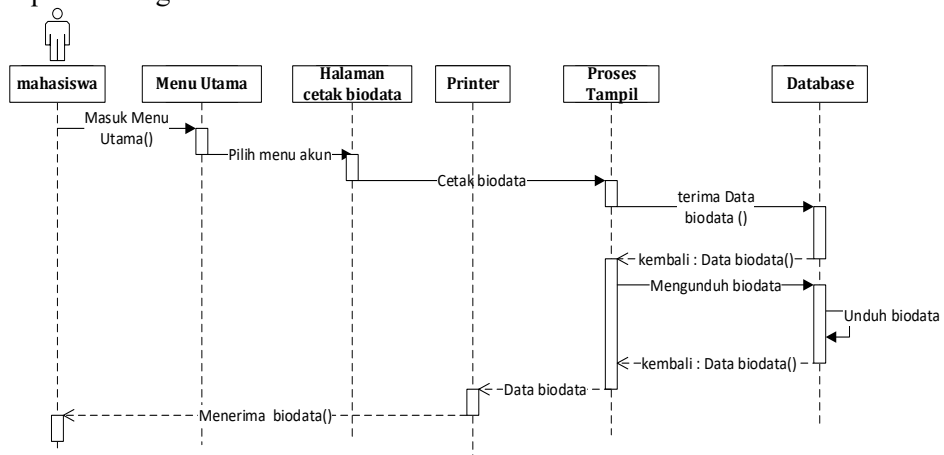 mahasiswa
Menu Utama
Halaman
cetak biodata
Printer
Proses
Tampil
Database
Masuk Menu
Utama()
Pilih menu akun
Cetak biodata
terima Data
biodata ()
kembali : Data biodata()
Mengunduh biodata
Unduh biodata
kembali : Data biodata()
Data biodata
Menerima biodata()